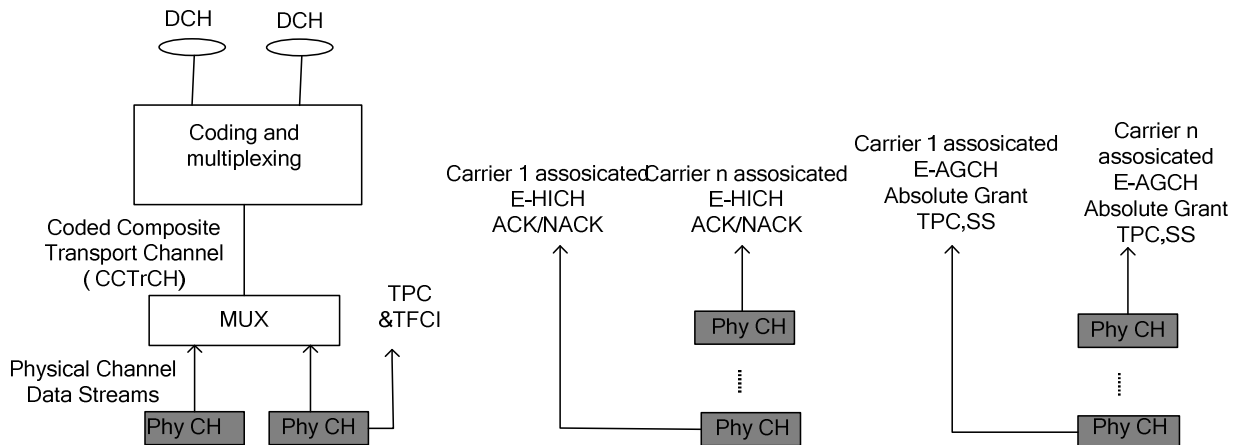 DCH
DCH
Coding and
multiplexing
Coded Composite
Transport Channel
( CCTrCH)
MUX
TPC
&TFCI
Physical Channel
Data Streams
Phy CH
Phy CH
Carrier 1 assosicated
E-HICH
ACK/NACK
Carrier n assosicated
E-HICH
ACK/NACK
Phy CH
Phy CH
Carrier 1 assosicated
E-AGCH
Absolute Grant
TPC,SS
Carrier n
assosicated
E-AGCH
Absolute Grant
TPC,SS
Phy CH
Phy CH